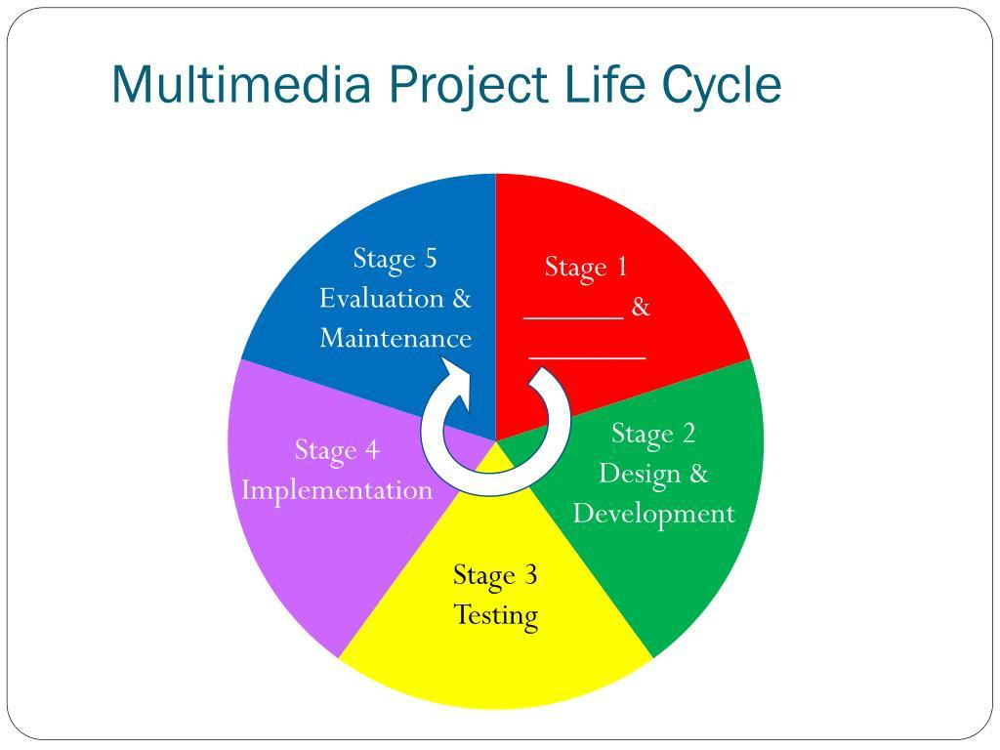 Multimedia Project Life Cycle
Stage 1
_______ &
________
Stage 2
Design &
Development
Stage 3
Testing
Stage 4
Implementation
Stage 5
Evaluation &
Maintenance